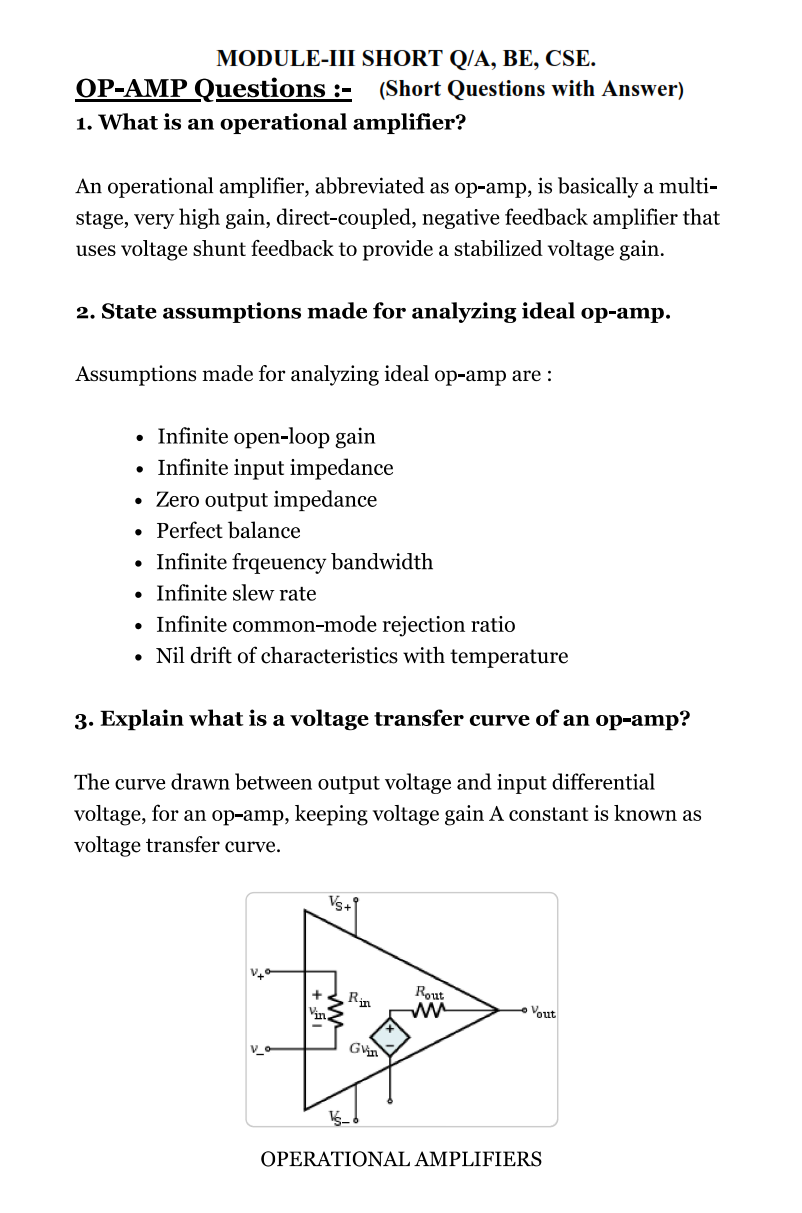 MODULE-III SHORT Q/A, BE, CSE.
OP-AMP Questions :- (Short Questions with Answer)
1. What is an operational amplifier?
An operational amplifier, abbreviated as op-amp, is basically a multi-
stage, very high gain, direct-coupled, negative feedback amplifier that
uses voltage shunt feedback to provide a stabilized voltage gain.
2. State assumptions made for analyzing ideal op-amp.
Assumptions made for analyzing ideal op-amp are :
• Infinite open-loop gain
• Infinite input impedance
• Zero output impedance
• Perfect balance
• Infinite frqeuency bandwidth
• Infinite slew rate
• Infinite common-mode rejection ratio
• Nil drift of characteristics with temperature
3. Explain what is a voltage transfer curve of an op-amp?
The curve drawn between output voltage and input differential
voltage, for an op-amp, keeping voltage gain A constant is known as
voltage transfer curve.
VS+
V+
+
Rin
Vin
−
Rout
Vout
+
Gvin
−
V−
VS−
OPERATIONAL AMPLIFIERS